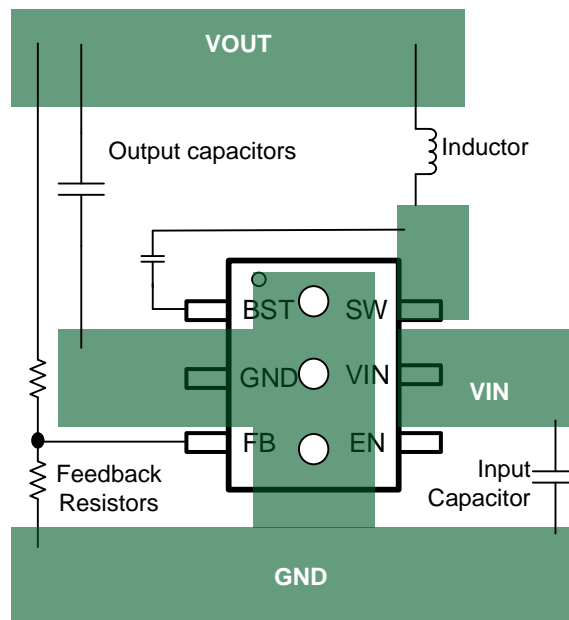 VOUT
Output capacitors
Inductor
BST
SW
GND
VIN
VIN
FB
EN
Feedback
Resistors
Input
Capacitor
GND